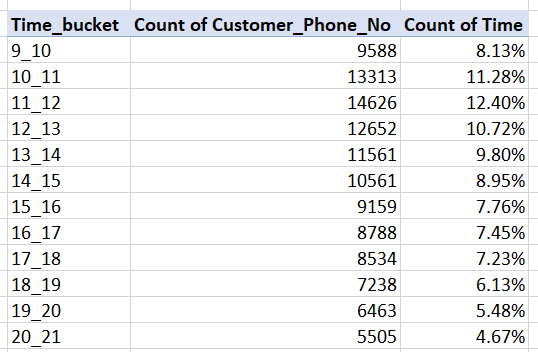 Time_bucket Count of Customer_Phone_No Count of Time
9_10 9588 8.13%
10_11 13313 11.28%
11_12 14626 12.40%
12_13 12652 10.72%
13_14 11561 9.80%
14_15 10561 8.95%
15_16 9159 7.76%
16_17 8788 7.45%
17_18 8534 7.23%
18_19 7238 6.13%
19_20 6463 5.48%
20_21 5505 4.67%